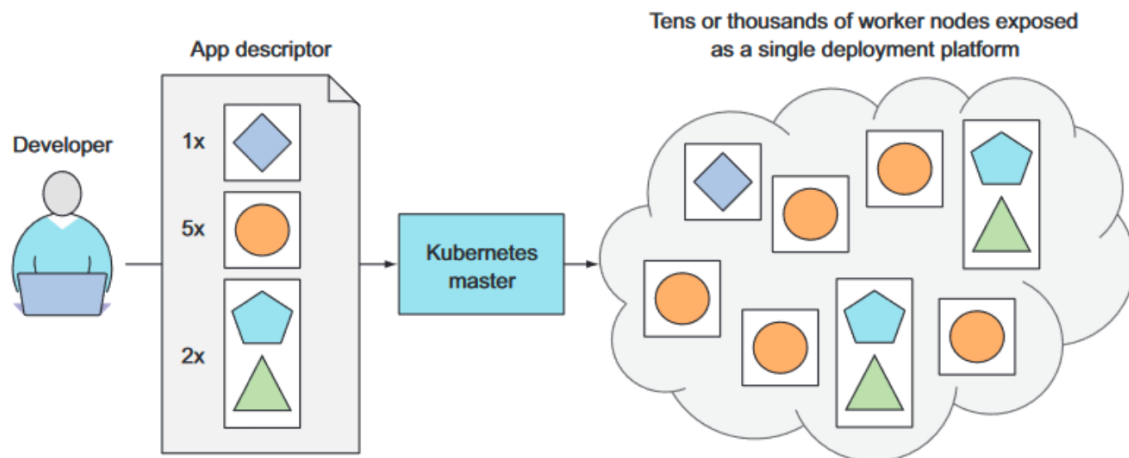 Tens or thousands of worker nodes exposed
as a single deployment platform
App descriptor
Developer
1x
5x
2x
Kubernetes
master